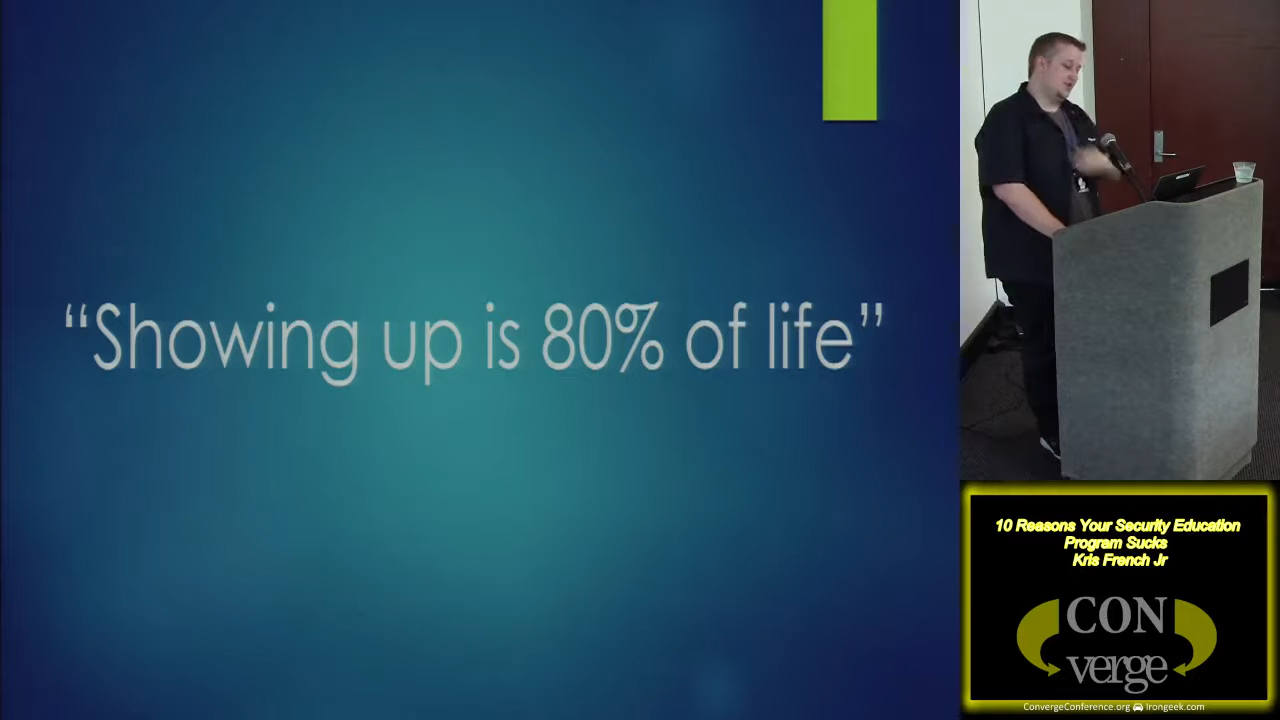 “Showing up is 80% of life”
10 Reasons Your Security Education
Program Sucks
Kris French Jr
CON
verge
ConvergeConference.org Irongeek.com